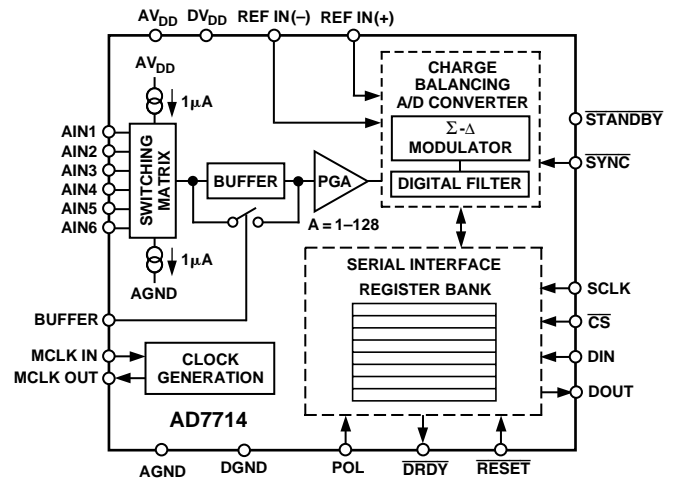 AVDD DVDD REF IN(–) REF IN(+)
AVDD
1μA
CHARGE
BALANCING
A/D CONVERTER
Σ-Δ
MODULATOR
DIGITAL FILTER
STANDBY
SYNC
AIN1
AIN2
AIN3
AIN4
AIN5
AIN6
SWITCHING
MATRIX
BUFFER
PGA
A = 1–128
1μA
AGND
SERIAL INTERFACE
REGISTER BANK
SCLK
CS
DIN
DOUT
BUFFER
MCLK IN
MCLK OUT
CLOCK
GENERATION
AD7714
AGND DGND POL DRDY RESET